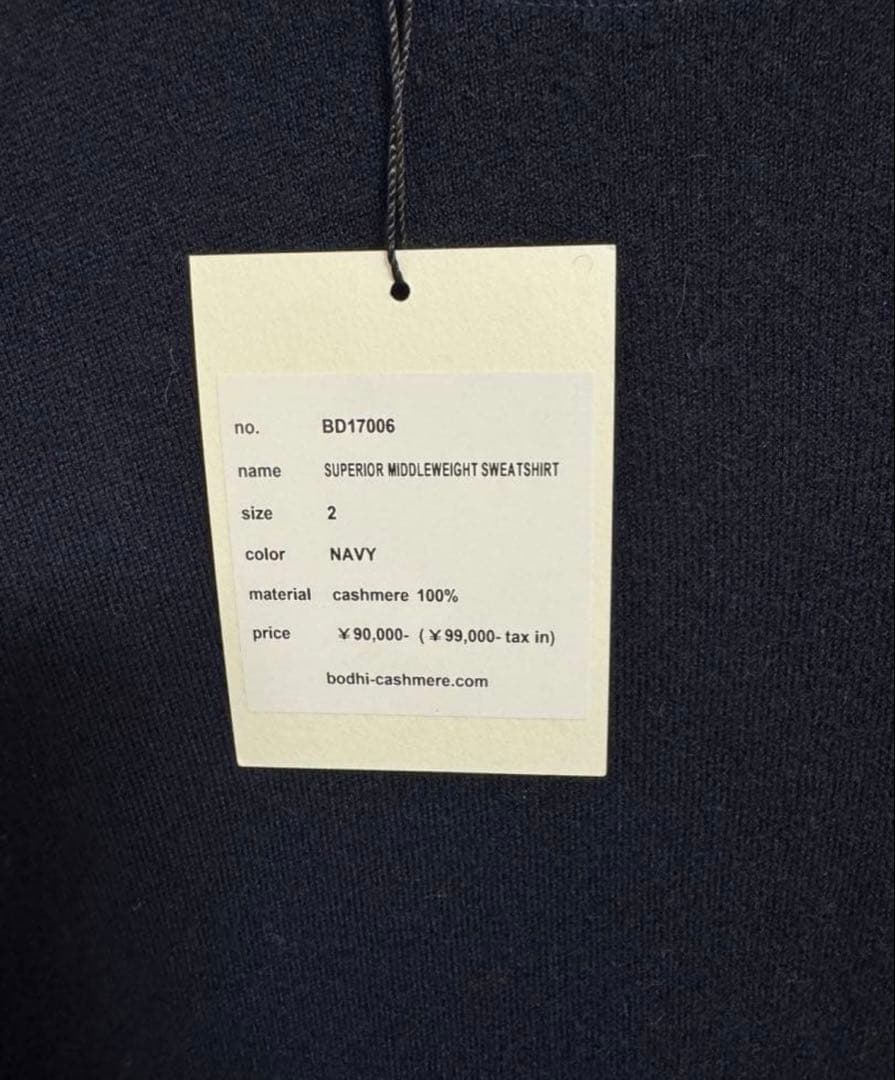 no. BD17006
name SUPERIOR MIDDLEWEIGHT SWEATSHIRT
size 2
color NAVY
material cashmere 100%
price ¥90,000- (¥99,000- tax in)
bodhi-cashmere.com